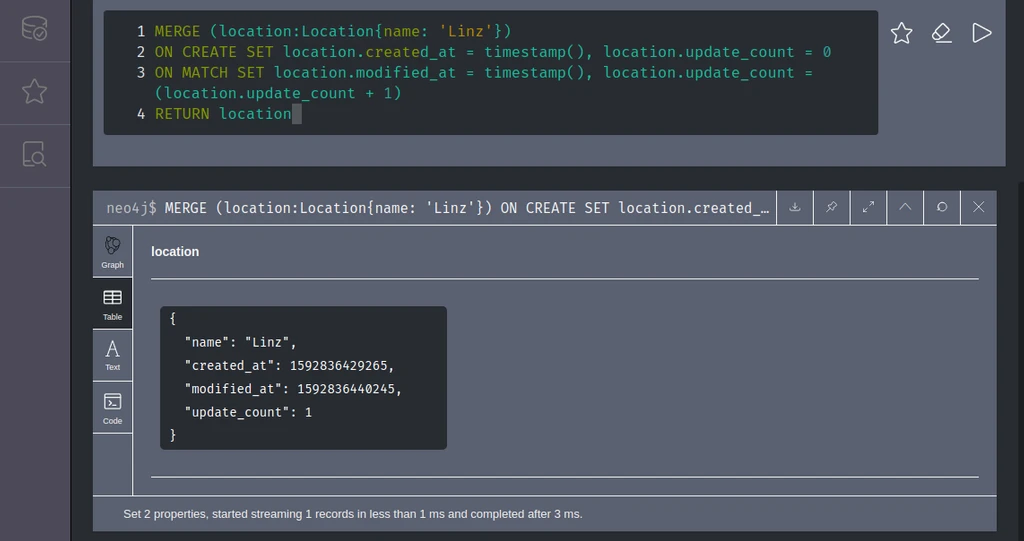 1 MERGE (location:Location{name: 'Linz'})
2 ON CREATE SET location.created_at = timestamp(), location.update_count = 0
3 ON MATCH SET location.modified_at = timestamp(), location.update_count =
(location.update_count + 1)
4 RETURN location
neo4j$ MERGE (location:Location{name: 'Linz'}) ON CREATE SET location.created_…
Graph
Table
Text
Code
location
{
"name": "Linz",
"created_at": 1592836429265,
"modified_at": 1592836440245,
"update_count": 1
}
Set 2 properties, started streaming 1 records in less than 1 ms and completed after 3 ms.